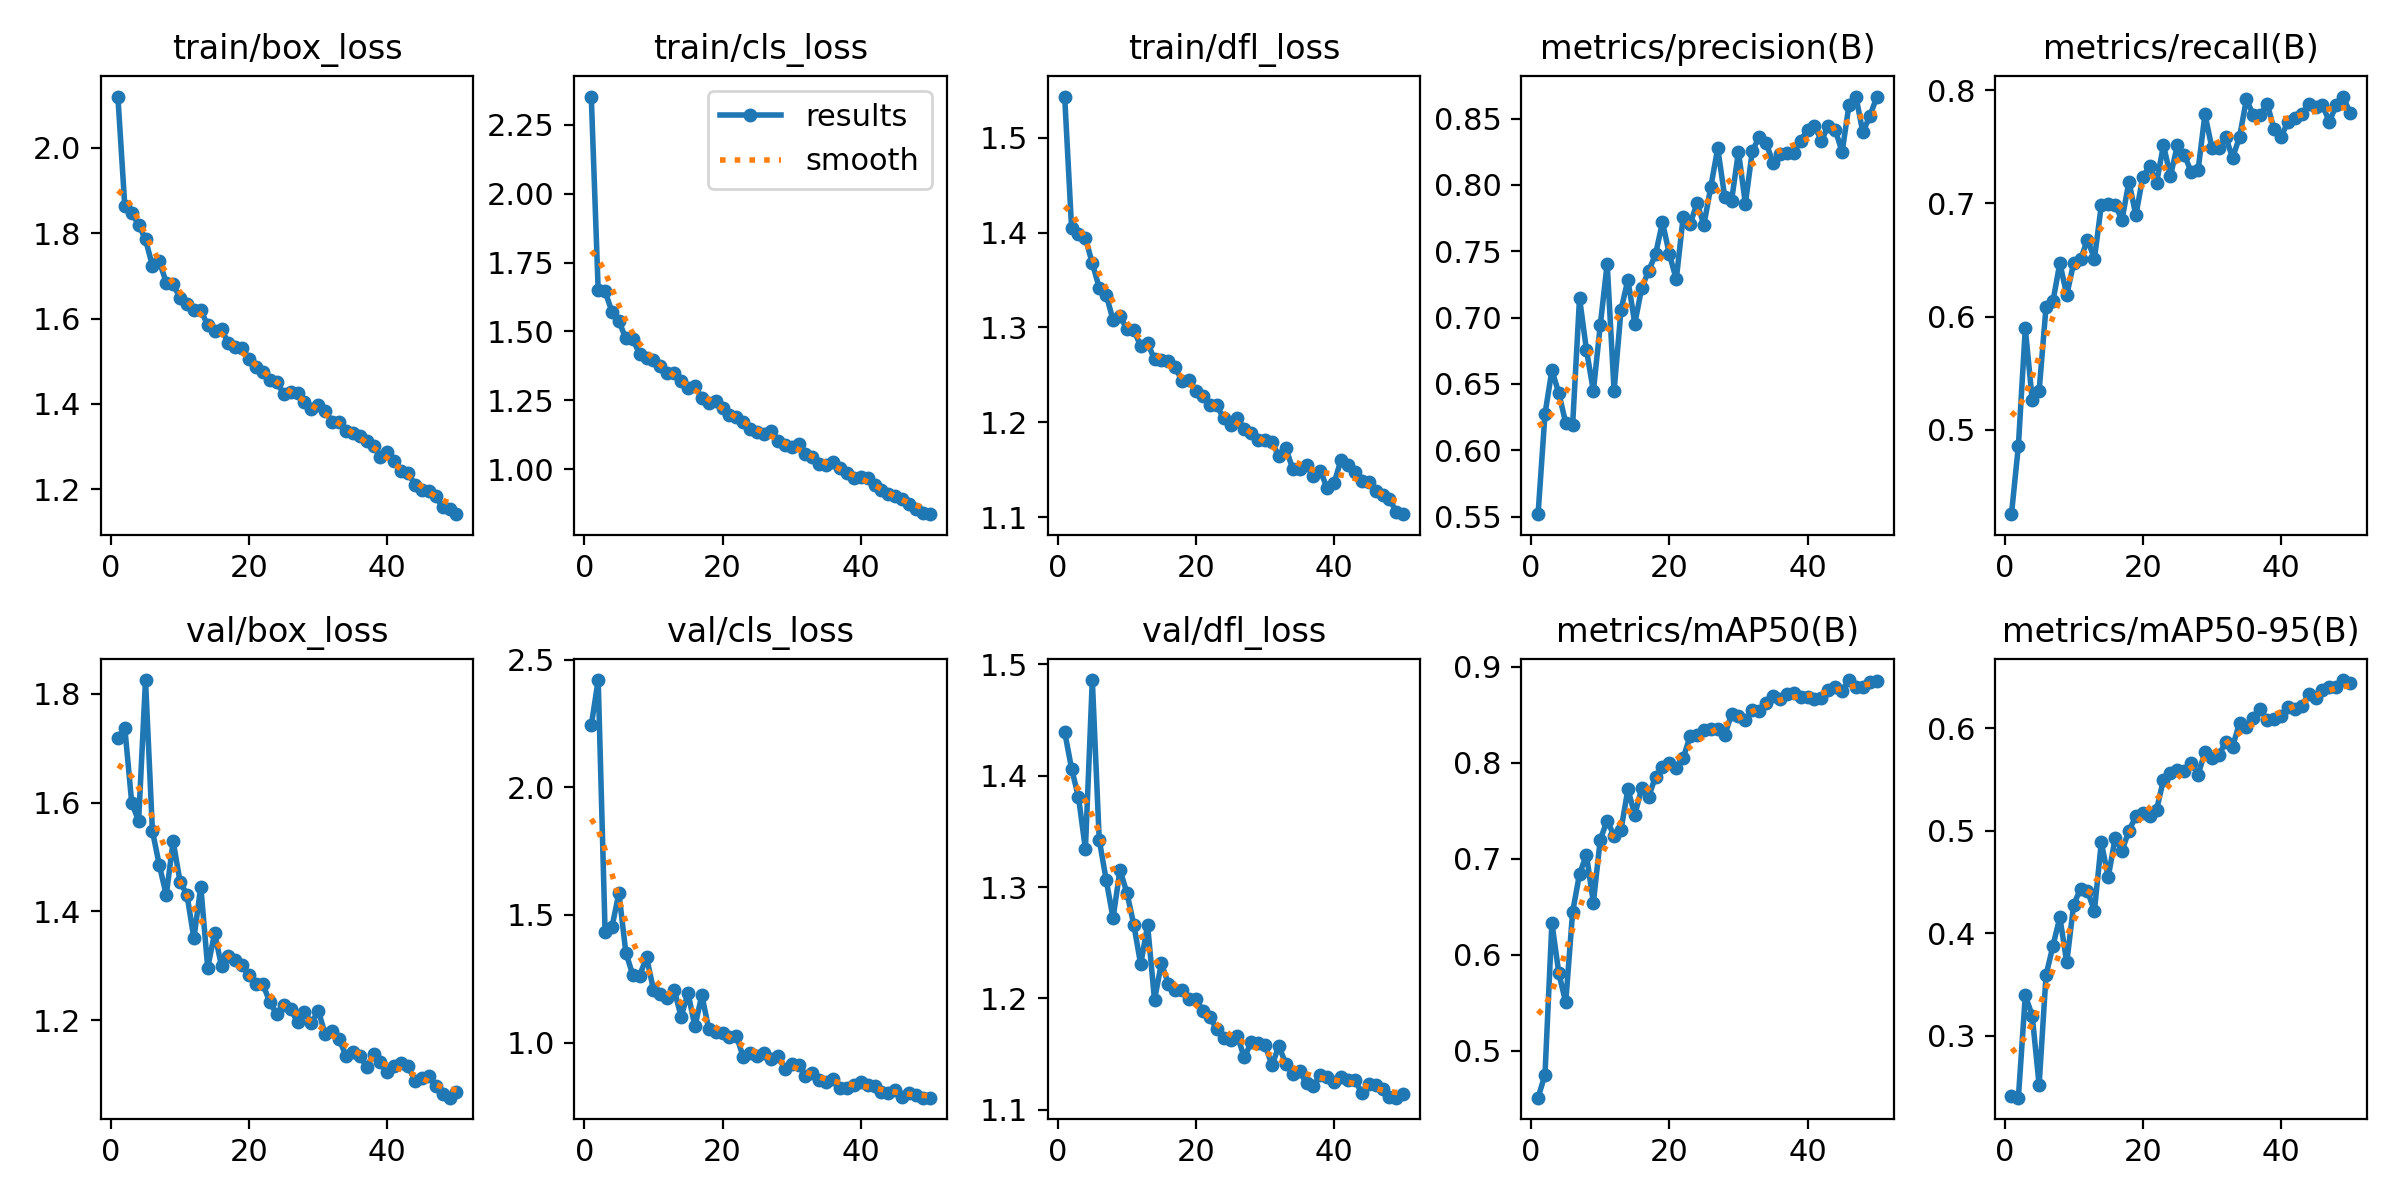 train/box_loss
2.0
1.8
1.6
1.4
1.2
0 20 40
train/cls_loss
results
smooth
2.25
2.00
1.75
1.50
1.25
1.00
0 20 40
train/dfl_loss
1.5
1.4
1.3
1.2
1.1
0 20 40
metrics/precision(B)
0.85
0.80
0.75
0.70
0.65
0.60
0.55
0 20 40
metrics/recall(B)
0.8
0.7
0.6
0.5
0 20 40
val/box_loss
1.8
1.6
1.4
1.2
0 20 40
val/cls_loss
2.5
2.0
1.5
1.0
0 20 40
val/dfl_loss
1.5
1.4
1.3
1.2
1.1
0 20 40
metrics/mAP50(B)
0.9
0.8
0.7
0.6
0.5
0 20 40
metrics/mAP50-95(B)
0.6
0.5
0.4
0.3
0 20 40